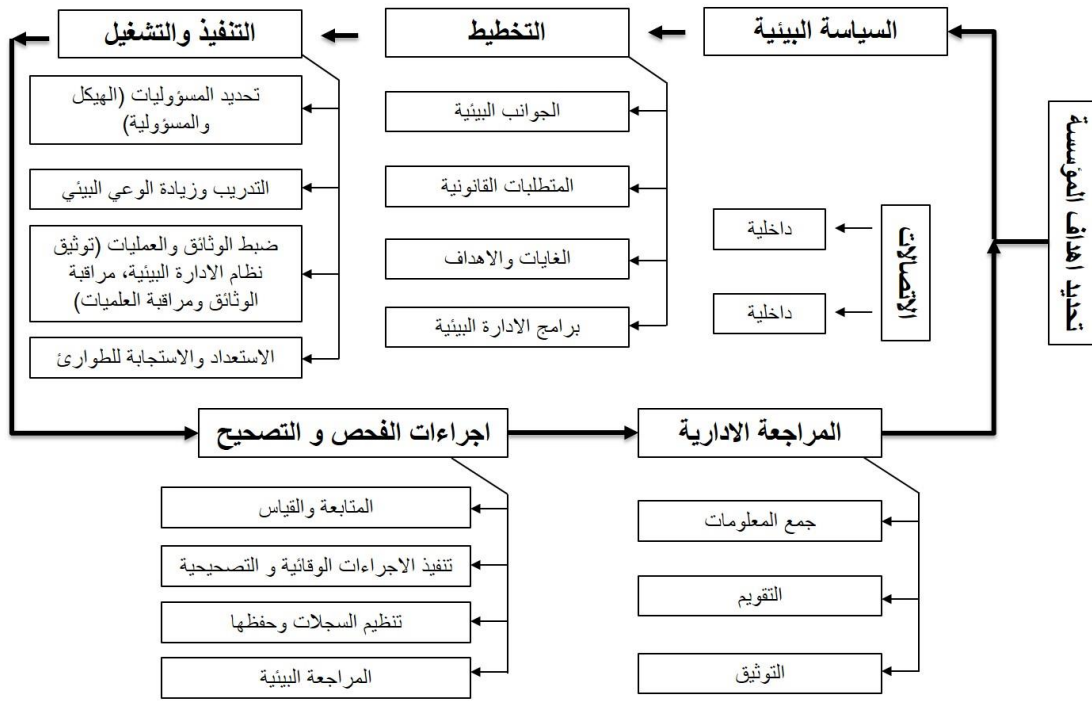 تحديد اهداف المؤسسة
السياسة البيئية
التخطيط
التنفيذ والتشغيل
الاتصالات
داخلية
داخلية
الجوانب البيئية
المتطلبات القانونية
الغايات والاهداف
برامج الادارة البيئية
تحديد المسؤوليات (الهيكل
والمسؤولية)
التدريب وزيادة الوعي البيئي
ضبط الوثائق والعمليات (توثيق
نظام الادارة البيئية، مراقبة
الوثائق ومراقبة العلميات)
الاستعداد والاستجابة للطوارئ
اجراءات الفحص و التصحيح
المتابعة والقياس
تنفيذ الاجراءات الوقائية و التصحيحية
تنظيم السجلات وحفظها
المراجعة البيئية
المراجعة الادارية
جمع المعلومات
التقويم
التوثيق